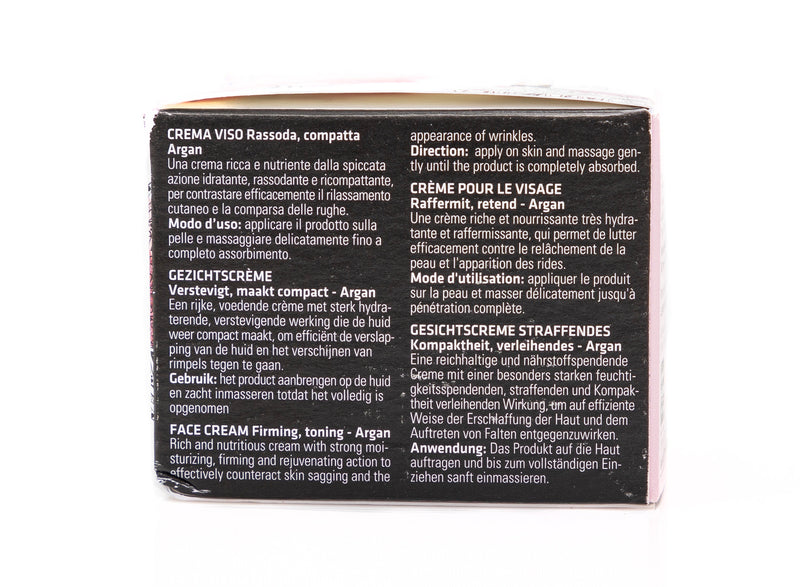 CREMA VISO Rassoda, compatta
Argan
Una crema ricca e nutriente dalla spiccata
azione idratante, rassodante e ricompattante,
per contrastare efficacemente il rilassamento
cutaneo e la comparsa delle rughe.
Modo d'uso: applicare il prodotto sulla
pelle e massaggiare delicatamente fino a
completo assorbimento.
GEZICHTSCRÈME
Verstevigt, maakt compact - Argan
Een rijke, voedende crème met sterk hydra-
terende, verstevigende werking die de huid
weer compact maakt, om efficiënt de verslap-
ping van de huid en het verschijnen van
rimpels tegen te gaan.
Gebruik: het product aanbrengen op de huid
en zacht inmasseren totdat het volledig is
opgenomen
FACE CREAM Firming, toning - Argan
Rich and nutritious cream with strong moi-
sturizing, firming and rejuvenating action to
effectively counteract skin sagging and the
appearance of wrinkles.
Direction: apply on skin and massage gen-
tly until the product is completely absorbed.
CRÈME POUR LE VISAGE
Raffermit, retend - Argan
Une crème riche et nourrissante très hydra-
tante et raffermissante, qui permet de lutter
efficacement contre le relâchement de la
peau et l'apparition des rides.
Mode d'utilisation: appliquer le produit
sur la peau et masser délicatement jusqu'à
pénétration complète.
GESICHTSCREME STRAFFENDES
Kompaktheit, verleihendes - Argan
Eine reichhaltige und nährstoffspendende
Creme mit einer besonders starken feuchti-
gkeitsspendenden, straffenden und Kompak-
theit verleihenden Wirkung, um auf effiziente
Weise der Erschaffung der Haut und dem
Auftreten von Falten entgegenzuwirken.
Anwendung: Das Produkt auf die Haut
auftragen und bis zum vollständigen Ein-
ziehen sanft einmassieren.